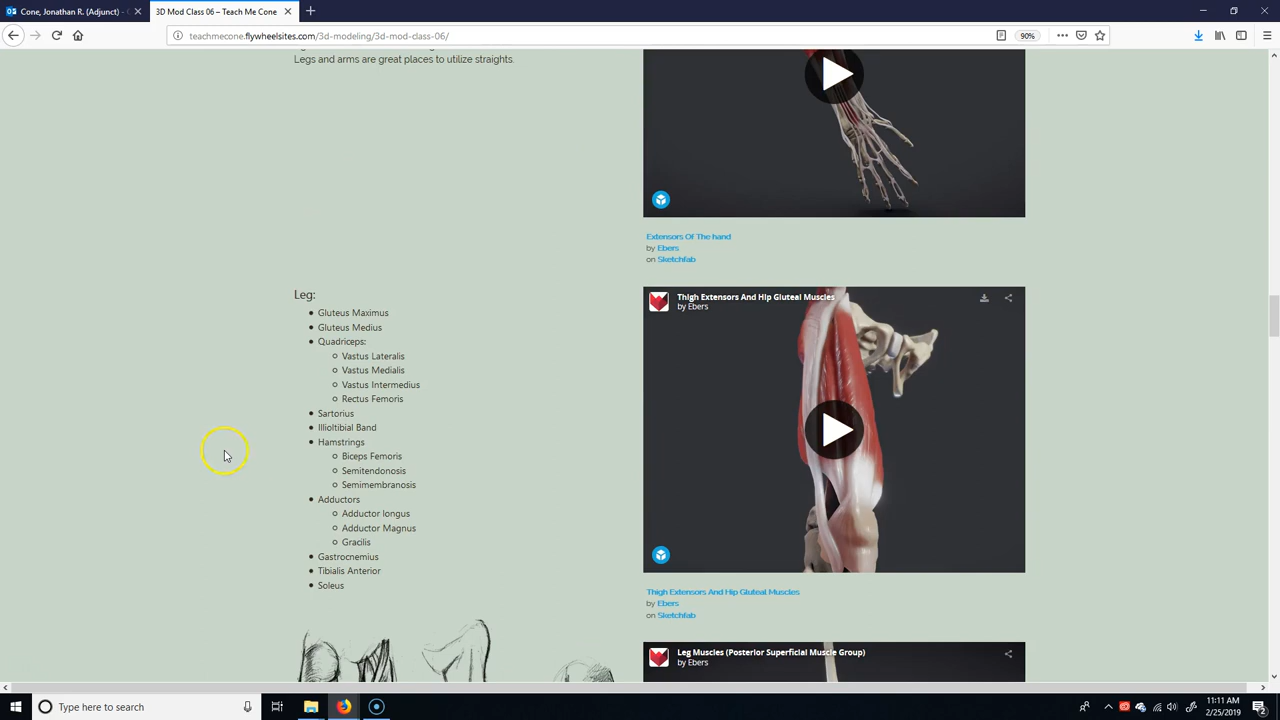 Cone, Jonathan R. (Adjunct) - C
3D Mod Class 06 – Teach Me Cone
teachmecone.flywheelsites.com/3d-modeling/3d-mod-class-06/
90%
Legs and arms are great places to utilize straights.
Extensors Of The hand
by Ebers
on Sketchfab
Leg:
Gluteus Maximus
Gluteus Medius
Quadriceps:
Vastus Lateralis
Vastus Medialis
Vastus Intermedius
Rectus Femoris
Sartorius
Illioltibial Band
Hamstrings
Biceps Femoris
Semitendonosis
Semimembranosis
Adductors
Adductor longus
Adductor Magnus
Gracilis
Gastrocnemius
Tibialis Anterior
Soleus
Thigh Extensors And Hip Gluteal Muscles
by Ebers
Thigh Extensors And Hip Gluteal Muscles
by Ebers
on Sketchfab
Leg Muscles (Posterior Superficial Muscle Group)
by Ebers
Type here to search
11:11 AM
2/25/2019
2